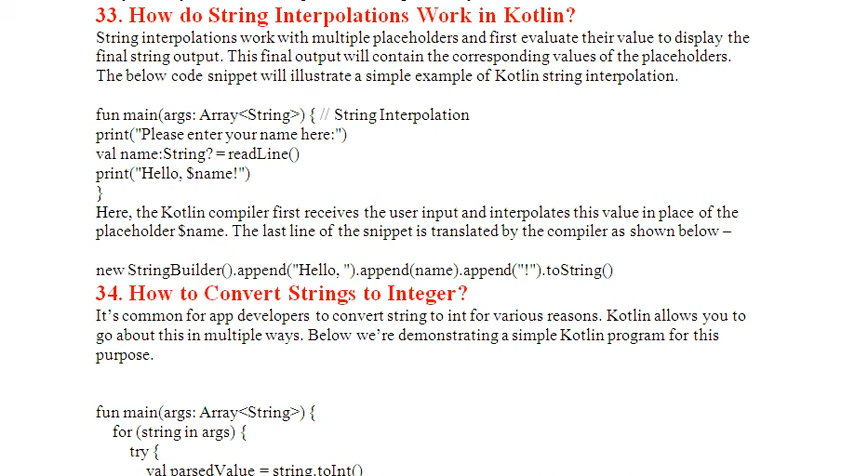 33. How do String Interpolations Work in Kotlin?
String interpolations work with multiple placeholders and first evaluate their value to display the
final string output. This final output will contain the corresponding values of the placeholders.
The below code snippet will illustrate a simple example of Kotlin string interpolation.
fun main(args: Array<String>) { // String Interpolation
print("Please enter your name here:")
val name:String? = readLine()
print("Hello, $name!")
}
Here, the Kotlin compiler first receives the user input and interpolates this value in place of the
placeholder $name. The last line of the snippet is translated by the compiler as shown below –
new StringBuilder().append("Hello, ").append(name).append("!").toString()
34. How to Convert Strings to Integer?
It’s common for app developers to convert string to int for various reasons. Kotlin allows you to
go about this in multiple ways. Below we’re demonstrating a simple Kotlin program for this
purpose.
fun main(args: Array<String>) {
for (string in args) {
try {
val parsedValue = string.toInt()